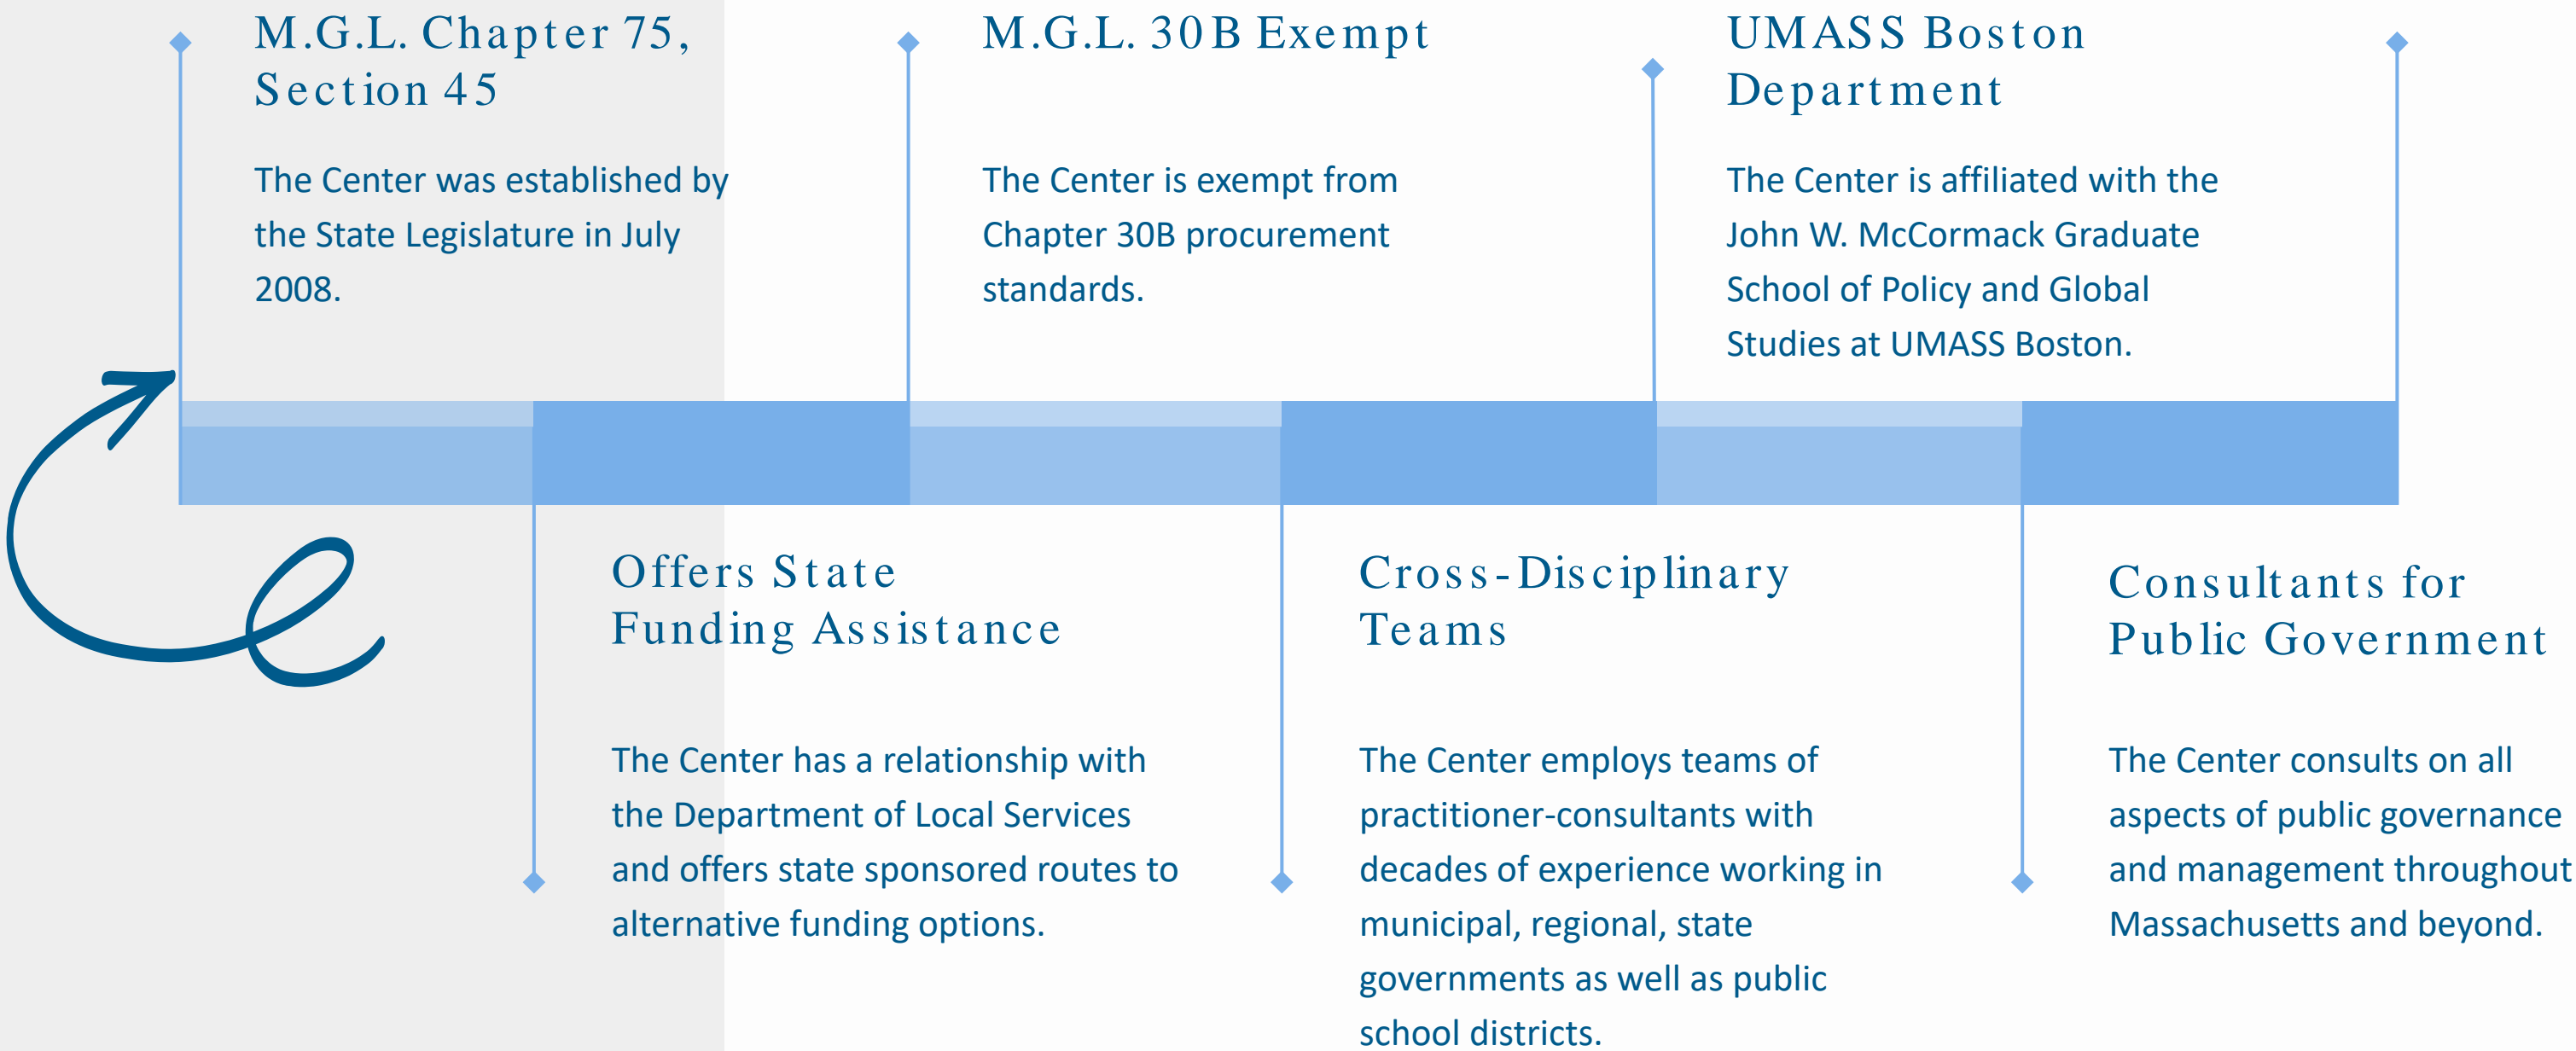 M.G.L. Chapter 75,
Section 45
The Center was established by
the State Legislature in July
2008.
M.G.L. 30B Exempt
The Center is exempt from
Chapter 30B procurement
standards.
UMASS Boston
Department
The Center is affiliated with the
John W. McCormack Graduate
School of Policy and Global
Studies at UMASS Boston.
Offers State
Funding Assistance
The Center has a relationship with
the Department of Local Services
and offers state sponsored routes to
alternative funding options.
Cross-Disciplinary
Teams
The Center employs teams of
practitioner-consultants with
decades of experience working in
municipal, regional, state
governments as well as public
school districts.
Consultants for
Public Government
The Center consults on all
aspects of public governance
and management throughout
Massachusetts and beyond.